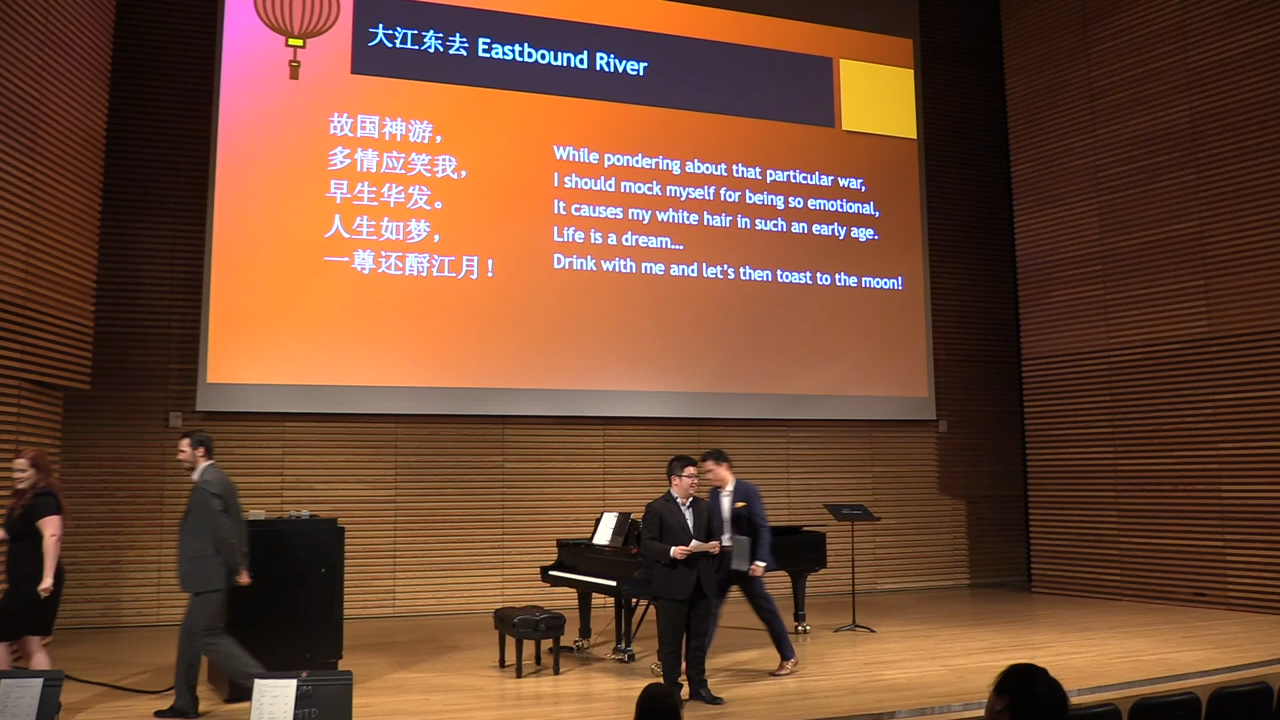 大江东去 Eastbound River
故国神游，
多情应笑我，
早生华发。
人生如梦，
一尊还酹江月！
While pondering about that particular war,
I should mock myself for being so emotional,
It causes my white hair in such an early age.
Life is a dream...
Drink with me and let's then toast to the moon!
MTD